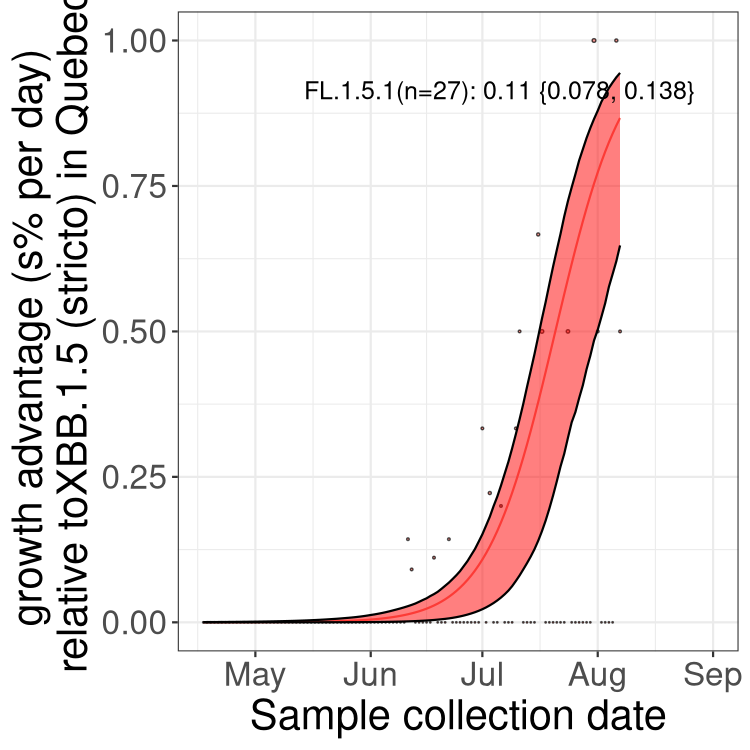 growth advantage (s% per day)
relative toXBB.1.5 (stricto) in Quebec
1.00
0.75
0.50
0.25
0.00
FL.1.5.1(n=27): 0.11 {0.078, 0.138}
May Jun Jul Aug Sep
Sample collection date